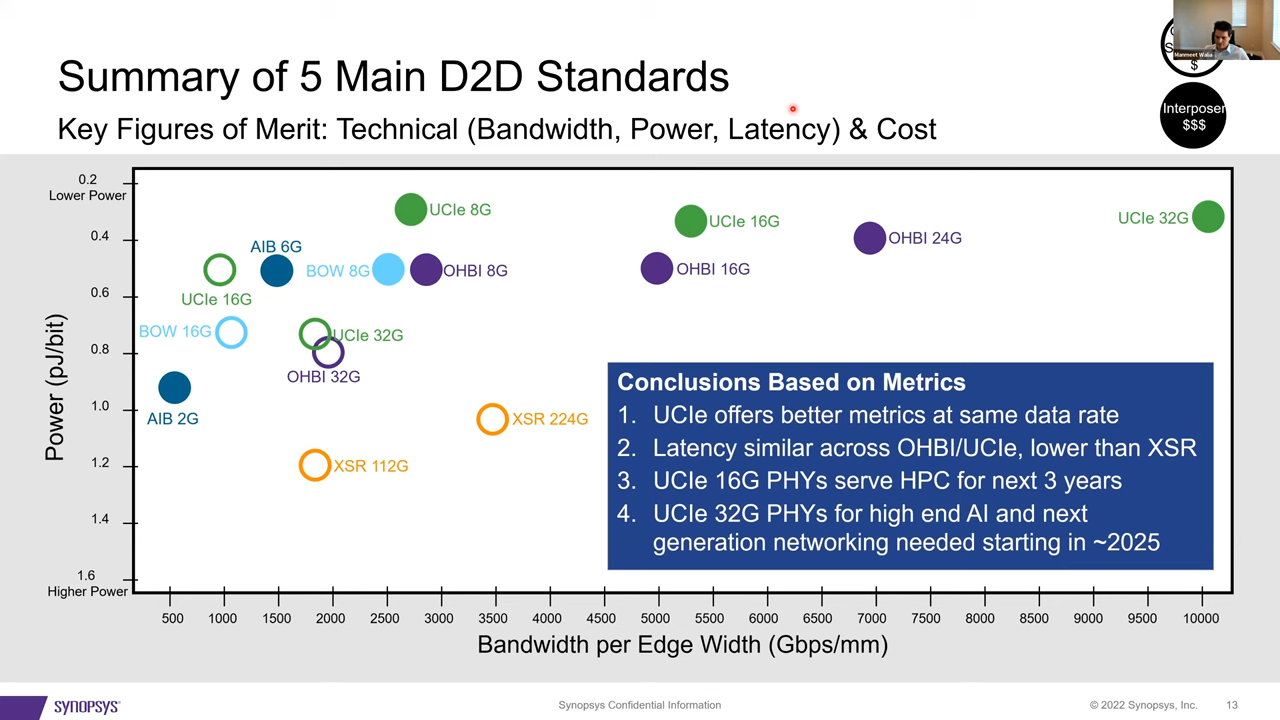 Summary of 5 Main D2D Standards
Key Figures of Merit: Technical (Bandwidth, Power, Latency) & Cost
Manmeet Walia
$
Interposer
$$$
0.2
Lower Power
0.4
0.6
0.8
1.0
1.2
1.4
1.6
Higher Power
Power (pJ/bit)
UCIe 8G
UCIe 16G
UCIe 32G
AIB 6G
OHBI 24G
BOW 8G
OHBI 8G
OHBI 16G
UCIe 16G
BOW 16G
UCIe 32G
OHBI 32G
AIB 2G
XSR 224G
XSR 112G
Conclusions Based on Metrics
1. UCIe offers better metrics at same data rate
2. Latency similar across OHBI/UCIe, lower than XSR
3. UCIe 16G PHYs serve HPC for next 3 years
4. UCIe 32G PHYs for high end AI and next
generation networking needed starting in ~2025
500 1000 1500 2000 2500 3000 3500 4000 4500 5000 5500 6000 6500 7000 7500 8000 8500 9000 9500 10000
Bandwidth per Edge Width (Gbps/mm)
SYNOPSYS
Synopsys Confidential Information
© 2022 Synopsys, Inc.
13